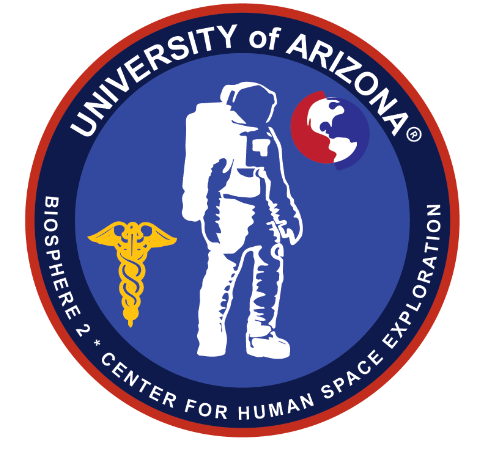 UNIVERSITY of ARIZONA®
BIOSPHERE 2 * CENTER FOR HUMAN SPACE EXPLORATION